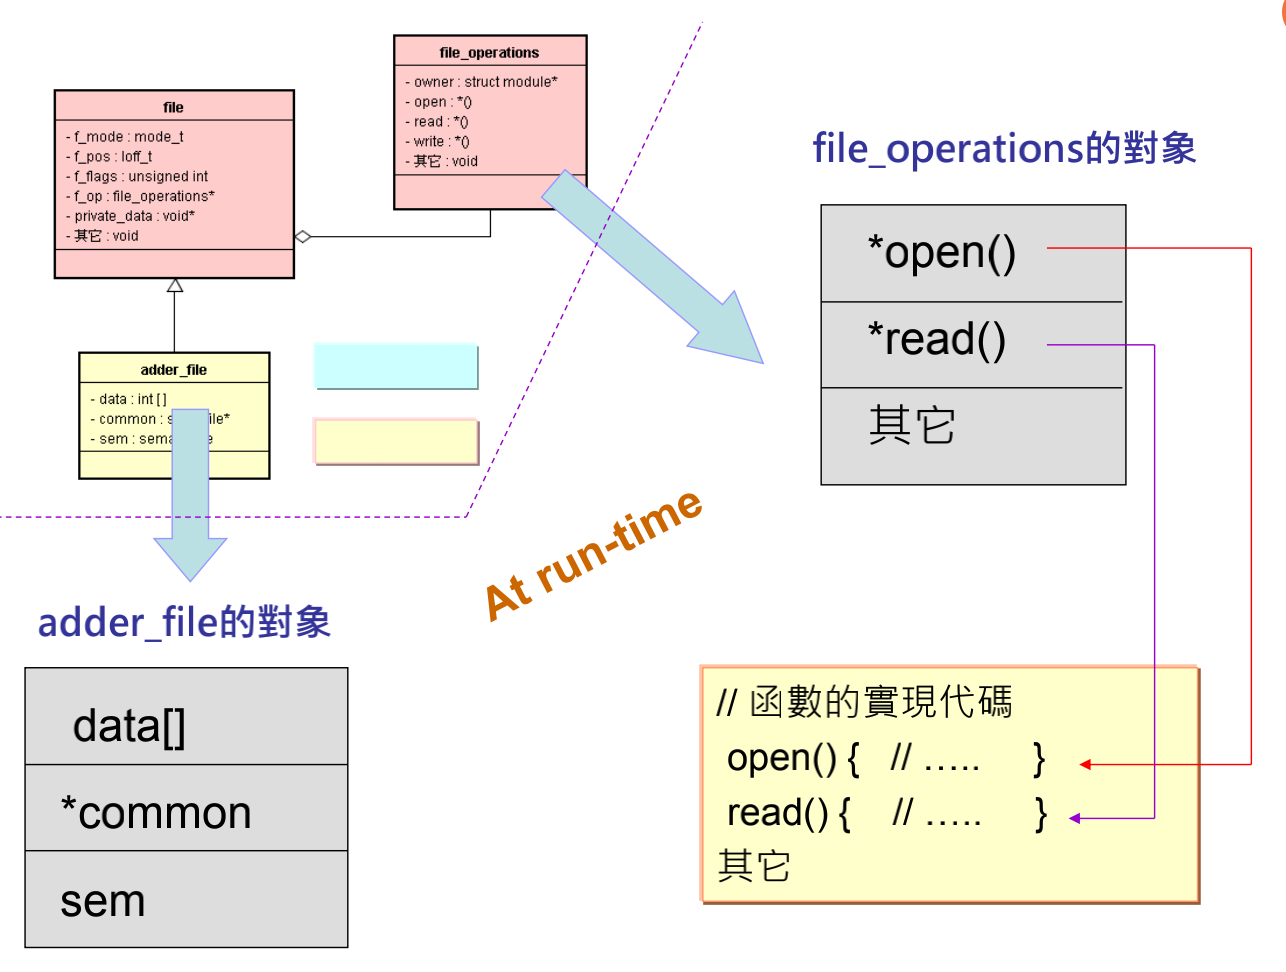 file_operations
- owner : struct module*
- open : *()
- read : *()
- write : *()
- 其它 : void
file
- f_mode : mode_t
- f_pos : loff_t
- f_flags : unsigned int
- f_op : file_operations*
- private_data : void*
- 其它 : void
adder_file
- data : int [ ]
- common :
- sem :
file_operations的對象
*open()
*read()
其它
At run-time
adder_file的對象
data[]
*common
sem
// 函數的實現代碼
open() { // ….. }
read() { // ….. }
其它